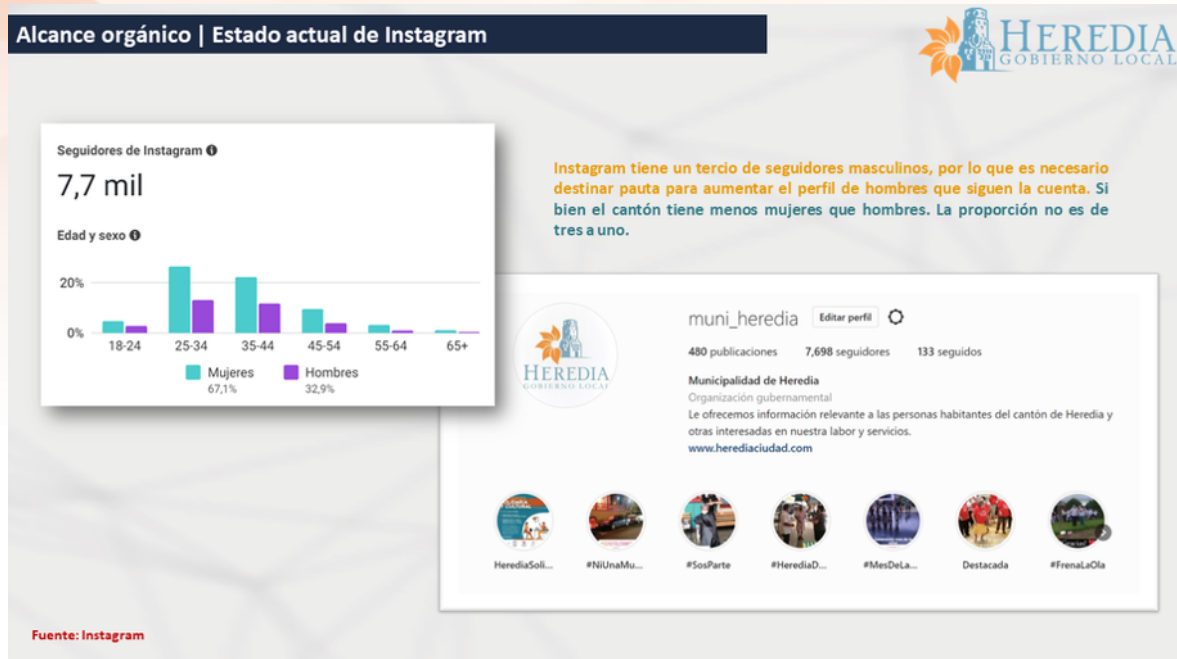 Alcance orgánico | Estado actual de Instagram
HEREDIA
GOBIERNO LOCAL
Seguidores de Instagram
7,7 mil
Edad y sexo
20%
0%
18-24 25-34 35-44 45-54 55-64 65+
Mujeres Hombres
67,1% 32,9%
Instagram tiene un tercio de seguidores masculinos, por lo que es necesario
destinar pauta para aumentar el perfil de hombres que siguen la cuenta. Si
bien el cantón tiene menos mujeres que hombres. La proporción no es de
tres a uno.
HEREDIA
GOBIERNO LOCAL
muni_heredia Editar perfil
480 publicaciones 7,698 seguidores 133 seguidos
Municipalidad de Heredia
Organización gubernamental
Le ofrecemos información relevante a las personas habitantes del cantón de Heredia y
otras interesadas en nuestra labor y servicios.
www.herediaciudad.com
HerediaSoli... #NiUnaMu... #SosParte #HerediaD... #MesDeLa... Destacada #FrenaLaOla
Fuente: Instagram